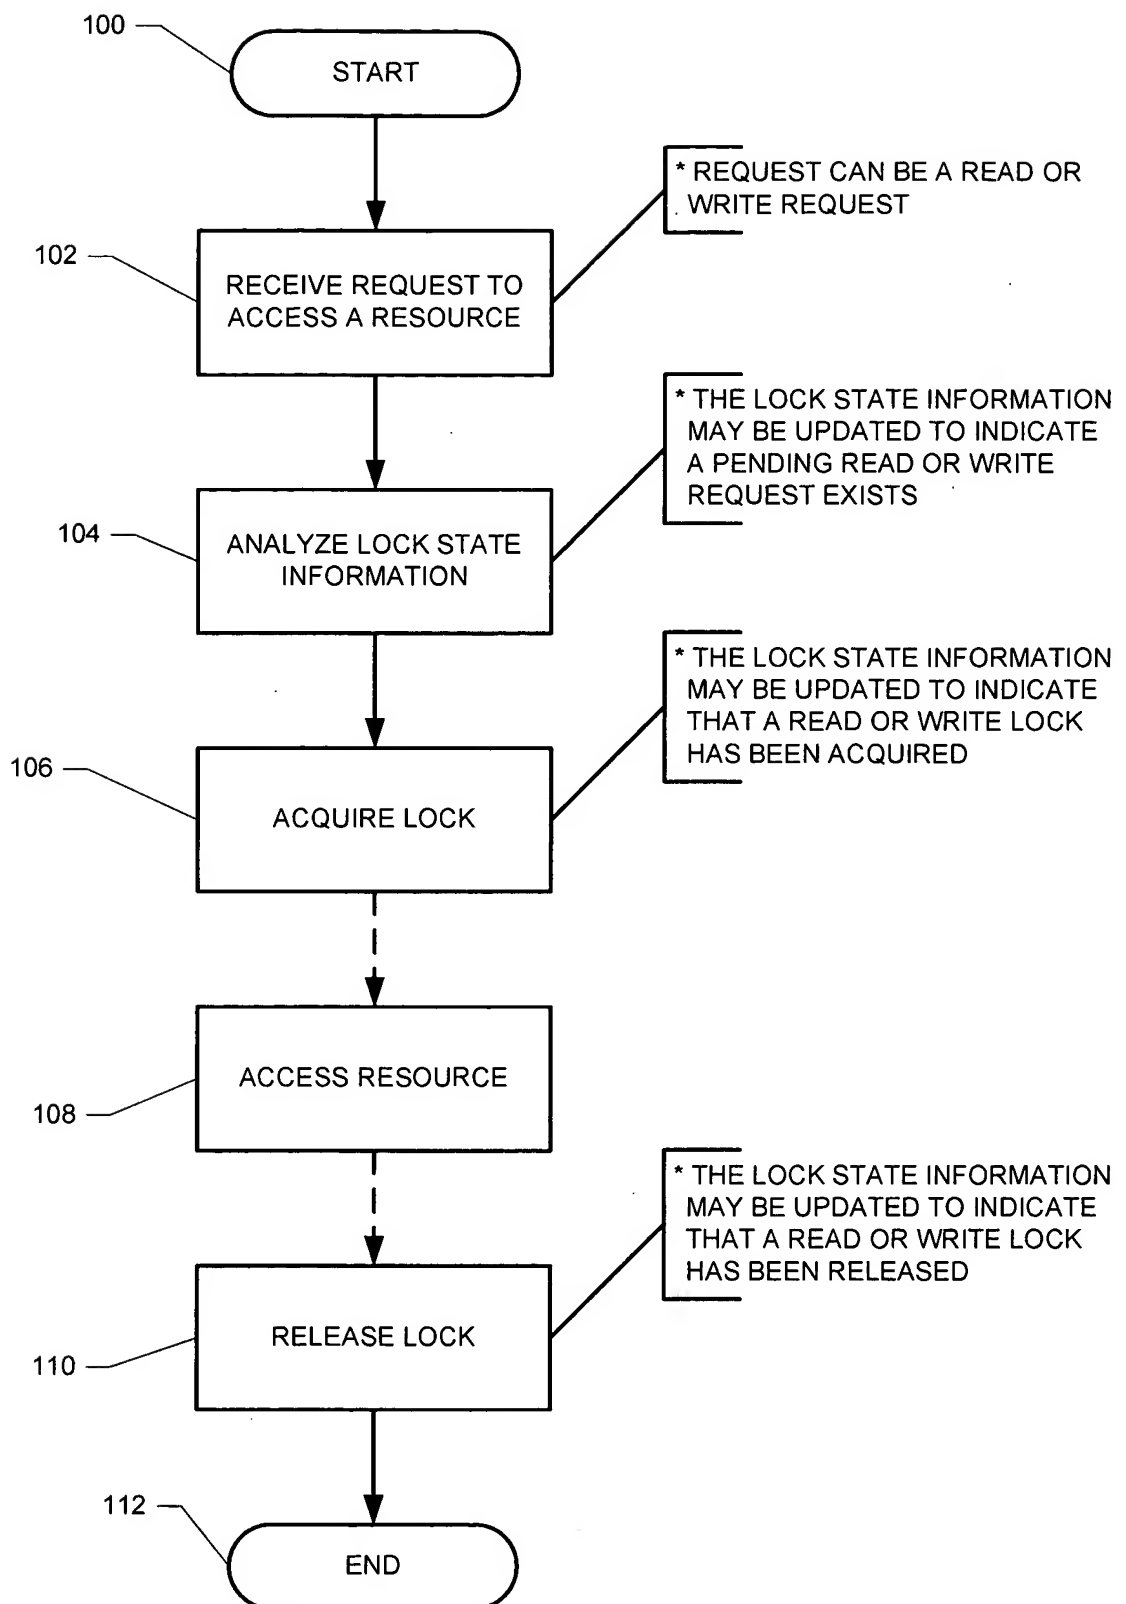 100
START
* REQUEST CAN BE A READ OR
WRITE REQUEST
102
RECEIVE REQUEST TO
ACCESS A RESOURCE
* THE LOCK STATE INFORMATION
MAY BE UPDATED TO INDICATE
A PENDING READ OR WRITE
REQUEST EXISTS
104
ANALYZE LOCK STATE
INFORMATION
* THE LOCK STATE INFORMATION
MAY BE UPDATED TO INDICATE
THAT A READ OR WRITE LOCK
HAS BEEN ACQUIRED
106
ACQUIRE LOCK
ACCESS RESOURCE
108
* THE LOCK STATE INFORMATION
MAY BE UPDATED TO INDICATE
THAT A READ OR WRITE LOCK
HAS BEEN RELEASED
RELEASE LOCK
110
112
END